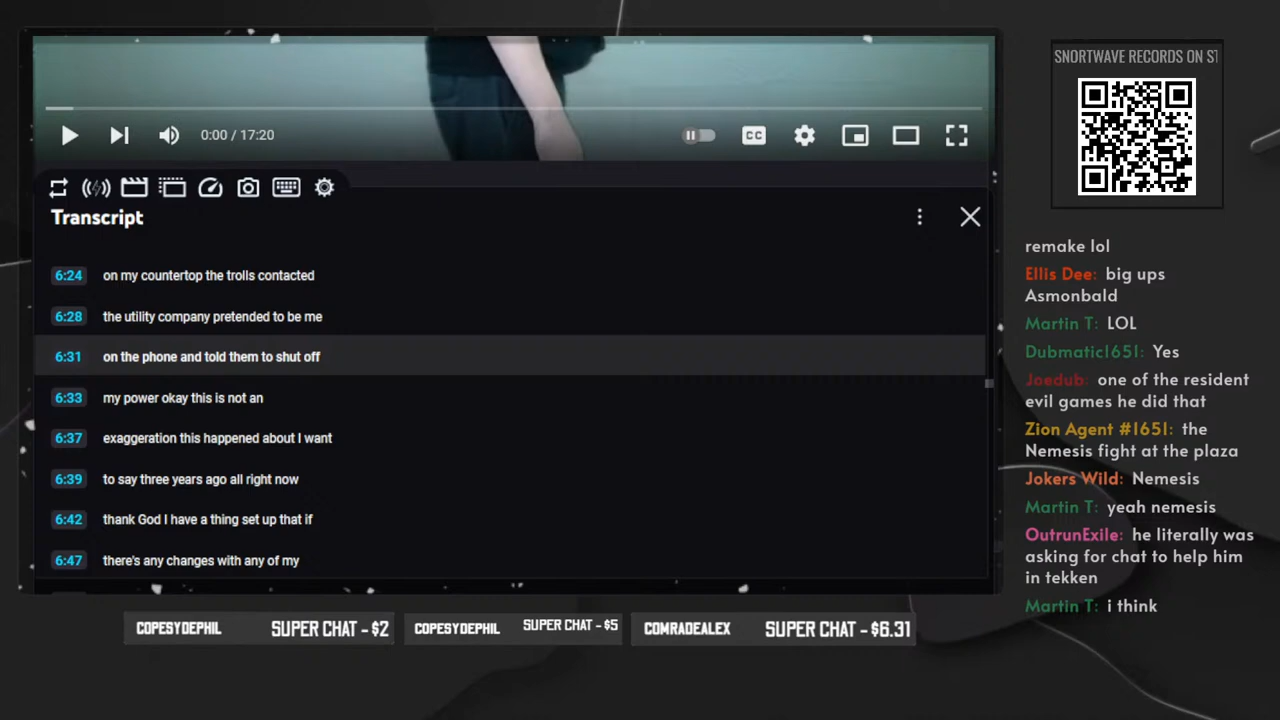 SNORTWAVE RECORDS ON ST
0:00 / 17:20
CC
Transcript
6:24 on my countertop the trolls contacted
6:28 the utility company pretended to be me
6:31 on the phone and told them to shut off
6:33 my power okay this is not an
6:37 exaggeration this happened about I want
6:39 to say three years ago all right now
6:42 thank God I have a thing set up that if
6:47 there's any changes with any of my
remake lol
Ellis Dee: big ups
Asmonbald
Martin T: LOL
Dubmatic1651: Yes
Joedub: one of the resident
evil games he did that
Zion Agent #1651: the
Nemesis fight at the plaza
Jokers Wild: Nemesis
Martin T: yeah nemesis
OutrunExile: he literally was
asking for chat to help him
in tekken
Martin T: i think
COPESYDEPHIL SUPER CHAT - $2
COPESYDEPHIL SUPER CHAT - $5
COMRADEALEX SUPER CHAT - $6.31